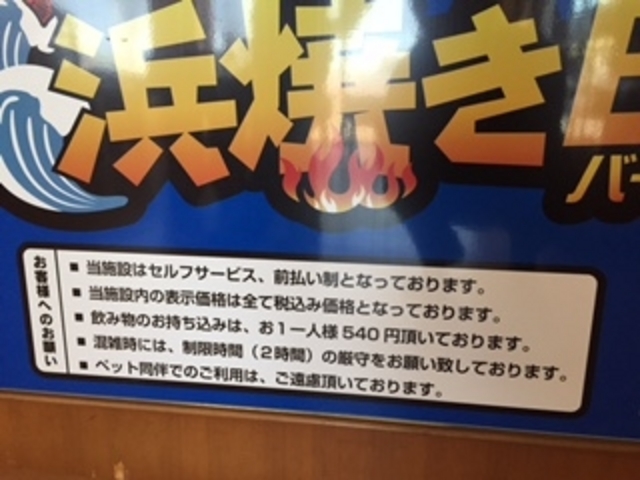 浜焼き
バー
お客様へのお願い
■ 当施設はセルフサービス、前払い制となっております。
■ 当施設内の表示価格は全て税込み価格となっております。
■ 飲み物のお持ち込みは、お1一人様540円頂いております。
■ 混雑時には、制限時間（2時間）の厳守をお願い致しております。
■ ペット同伴でのご利用は、ご遠慮頂いております。